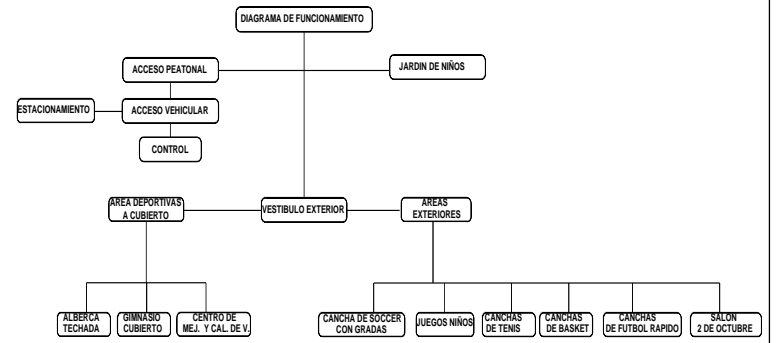 DIAGRAMA DE FUNCIONAMIENTO
ACCESO PEATONAL
JARDIN DE NIÑOS
ESTACIONAMIENTO
ACCESO VEHICULAR
CONTROL
AREA DEPORTIVAS
A CUBIERTO
VESTIBULO EXTERIOR
AREAS
EXTERIORES
ALBERCA
TECHADA
GIMNASIO
CUBIERTO
CENTRO DE
MEJ. Y CAL. DE V.
CANCHA DE SOCCER
CON GRADAS
JUEGOS NIÑOS
CANCHAS
DE TENIS
CANCHAS
DE BASKET
CANCHAS
DE FUTBOL RAPIDO
SALON
2 DE OCTUBRE